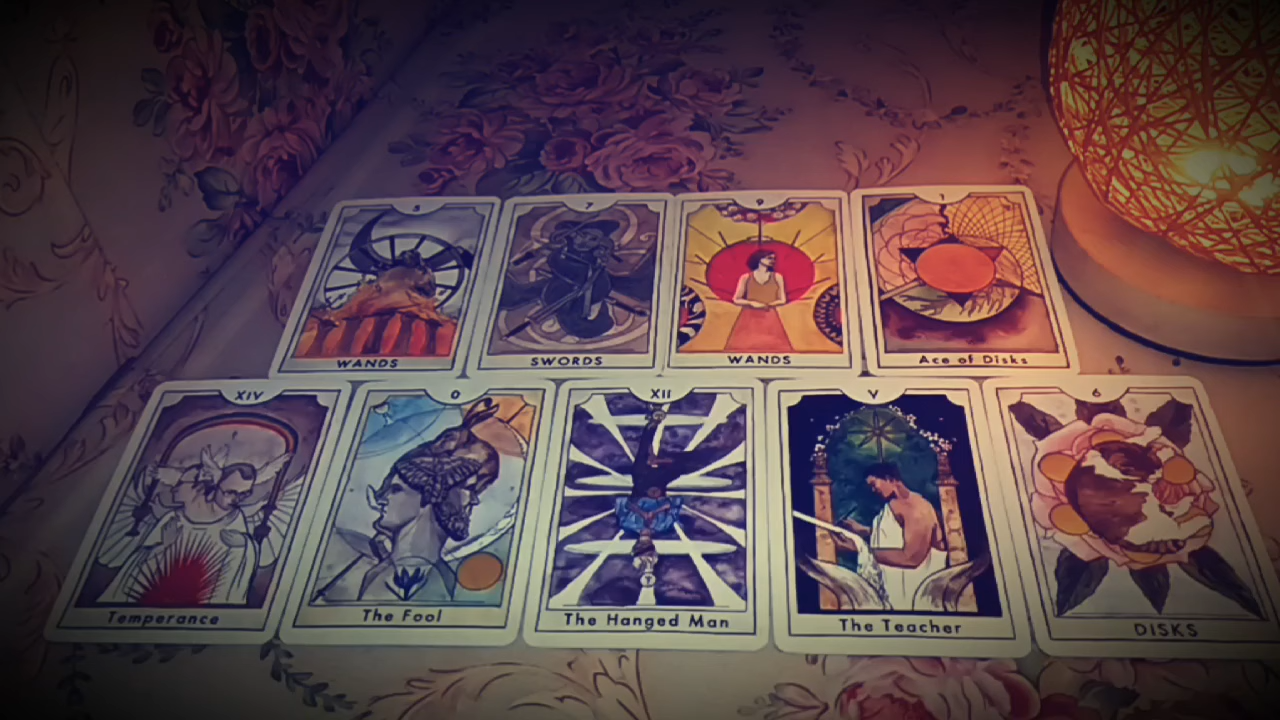 5
7
9
1
WANDS
SWORDS
WANDS
Ace of Disks
XIV
0
XII
V
6
Temperance
The Fool
The Hanged Man
The Teacher
DISKS